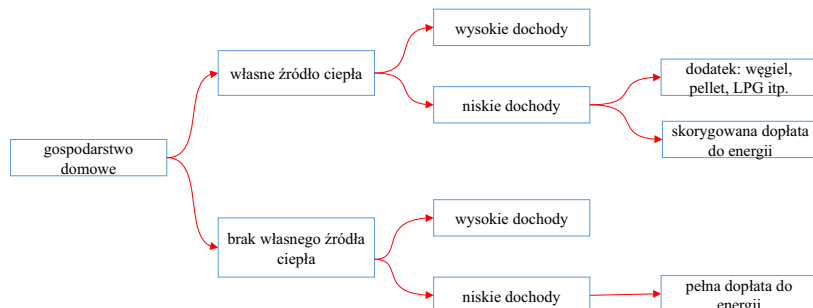 wysokie dochody
własne źródło ciepła
dodatek: węgiel,
pellet, LPG itp.
niskie dochody
skorygowana dopłata
do energii
gospodarstwo
domowe
wysokie dochody
brak własnego źródła
ciepła
niskie dochody
pełna dopłata do
energii